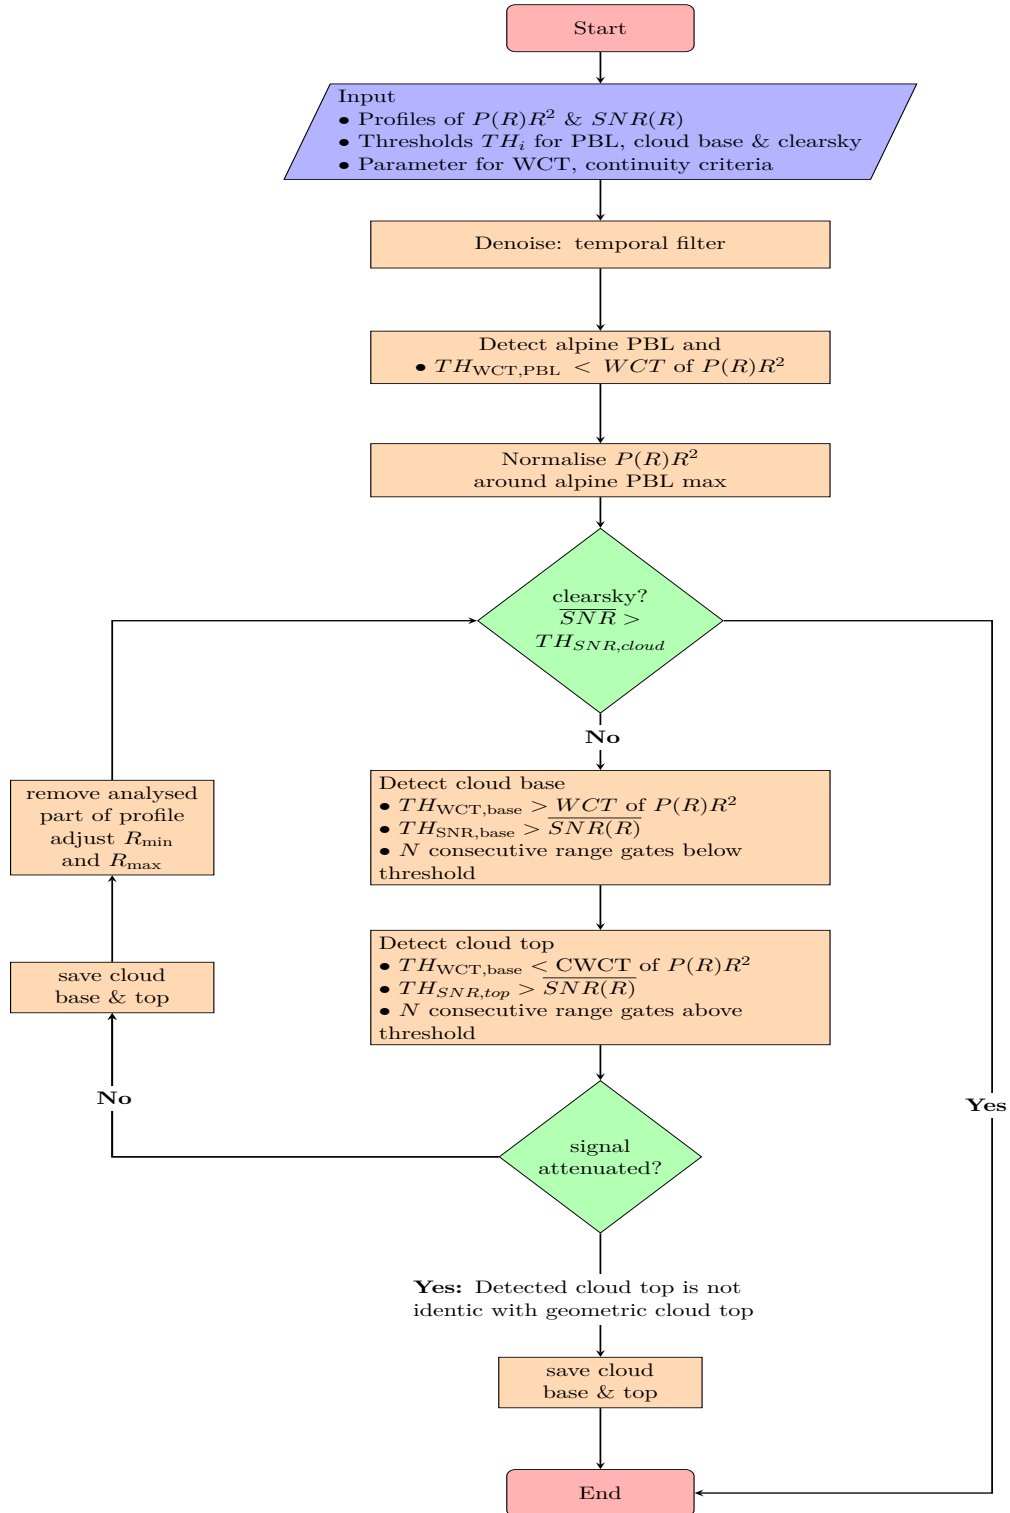 Start
Input
• Profiles of P(R)R² & SNR(R)
• Thresholds THᵢ for PBL, cloud base & clearsky
• Parameter for WCT, continuity criteria
Denoise: temporal filter
Detect alpine PBL and
• TH_WCT,PBL < WCT of P(R)R²
Normalise P(R)R²
around alpine PBL max
clearsky?
S̅N̅R̅ >
TH_SNR,cloud
No
Detect cloud base
• TH_WCT,base > WCT of P(R)R²
• TH_SNR,base > S̅N̅R̅(̅R̅)̅
• N consecutive range gates below
threshold
Detect cloud top
• TH_WCT,base < CWCT of P(R)R²
• TH_SNR,top > S̅N̅R̅(̅R̅)̅
• N consecutive range gates above
threshold
signal
attenuated?
No
save cloud
base & top
remove analysed
part of profile
adjust R_min
and R_max
Yes: Detected cloud top is not
identic with geometric cloud top
save cloud
base & top
Yes
End